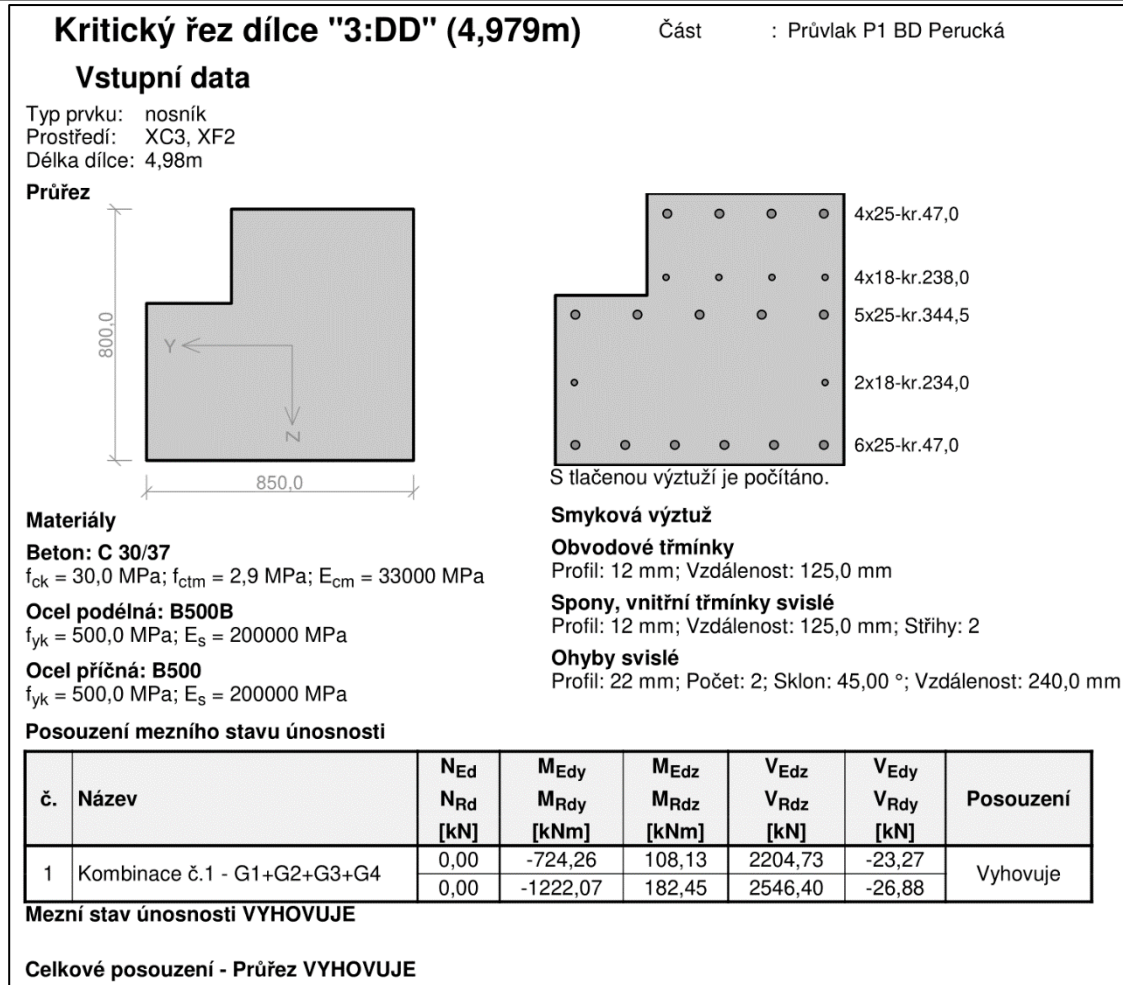 Kritický řez dílce "3:DD" (4,979m) Část : Průvlak P1 BD Perucká
Vstupní data
Typ prvku: nosník
Prostředí: XC3, XF2
Délka dílce: 4,98m
Průřez
800,0
Y
Z
850,0
4x25-kr.47,0
4x18-kr.238,0
5x25-kr.344,5
2x18-kr.234,0
6x25-kr.47,0
S tlačenou výztuží je počítáno.
Materiály
Beton: C 30/37
fck = 30,0 MPa; fctm = 2,9 MPa; Ecm = 33000 MPa
Ocel podélná: B500B
fyk = 500,0 MPa; Es = 200000 MPa
Ocel příčná: B500
fyk = 500,0 MPa; Es = 200000 MPa
Smyková výztuž
Obvodové třmínky
Profil: 12 mm; Vzdálenost: 125,0 mm
Spony, vnitřní třmínky svislé
Profil: 12 mm; Vzdálenost: 125,0 mm; Střihy: 2
Ohyby svislé
Profil: 22 mm; Počet: 2; Sklon: 45,00 °; Vzdálenost: 240,0 mm
Posouzení mezního stavu únosnosti
NEd MEdy MEdz VEdz VEdy
č. Název NRd MRdy MRdz VRdz VRdy Posouzení
[kN] [kNm] [kNm] [kN] [kN]
0,00 -724,26 108,13 2204,73 -23,27
1 Kombinace č.1 - G1+G2+G3+G4 Vyhovuje
0,00 -1222,07 182,45 2546,40 -26,88
Mezní stav únosnosti VYHOVUJE
Celkové posouzení - Průřez VYHOVUJE